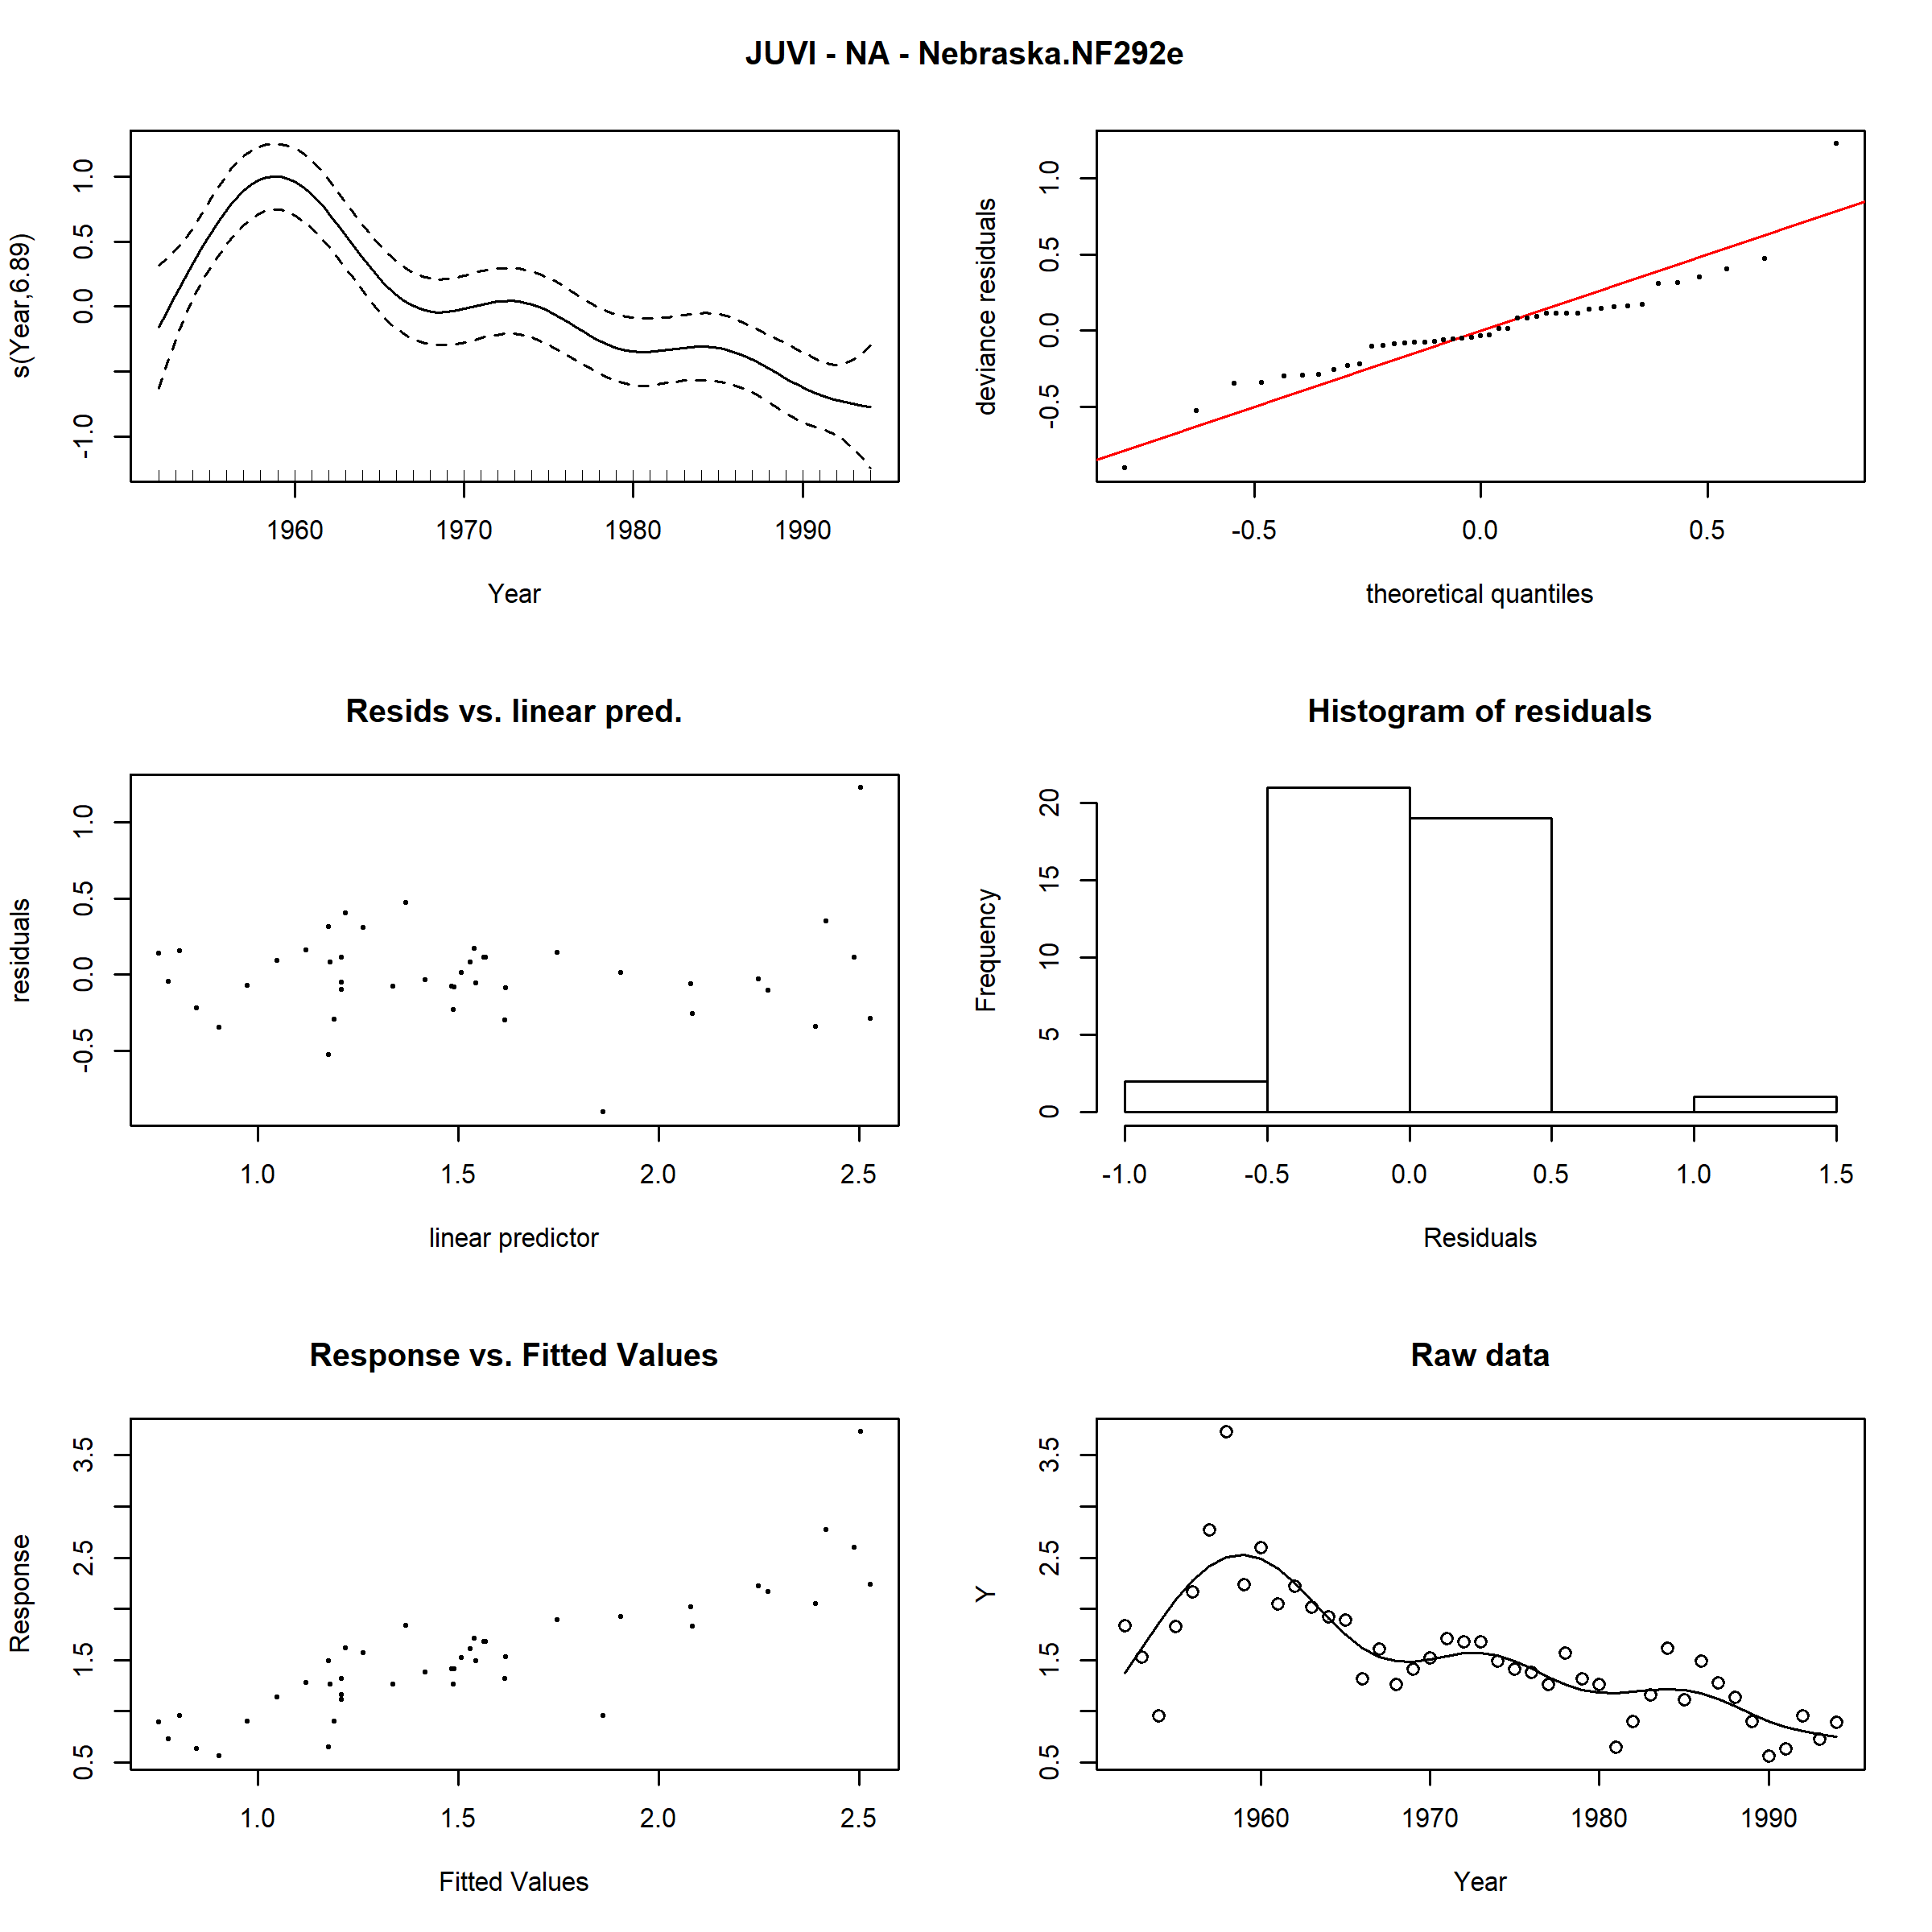 JUVI - NA - Nebraska.NF292e
s(Year,6.89)
-1.0 0.0 0.5 1.0
1960 1970 1980 1990
Year
deviance residuals
-0.5 0.0 0.5 1.0
-0.5 0.0 0.5
theoretical quantiles
Resids vs. linear pred.
residuals
-0.5 0.0 0.5 1.0
1.0 1.5 2.0 2.5
linear predictor
Histogram of residuals
Frequency
0 5 10 15 20
-1.0 -0.5 0.0 0.5 1.0 1.5
Residuals
Response vs. Fitted Values
Response
0.5 1.5 2.5 3.5
1.0 1.5 2.0 2.5
Fitted Values
Raw data
Y
0.5 1.5 2.5 3.5
1960 1970 1980 1990
Year